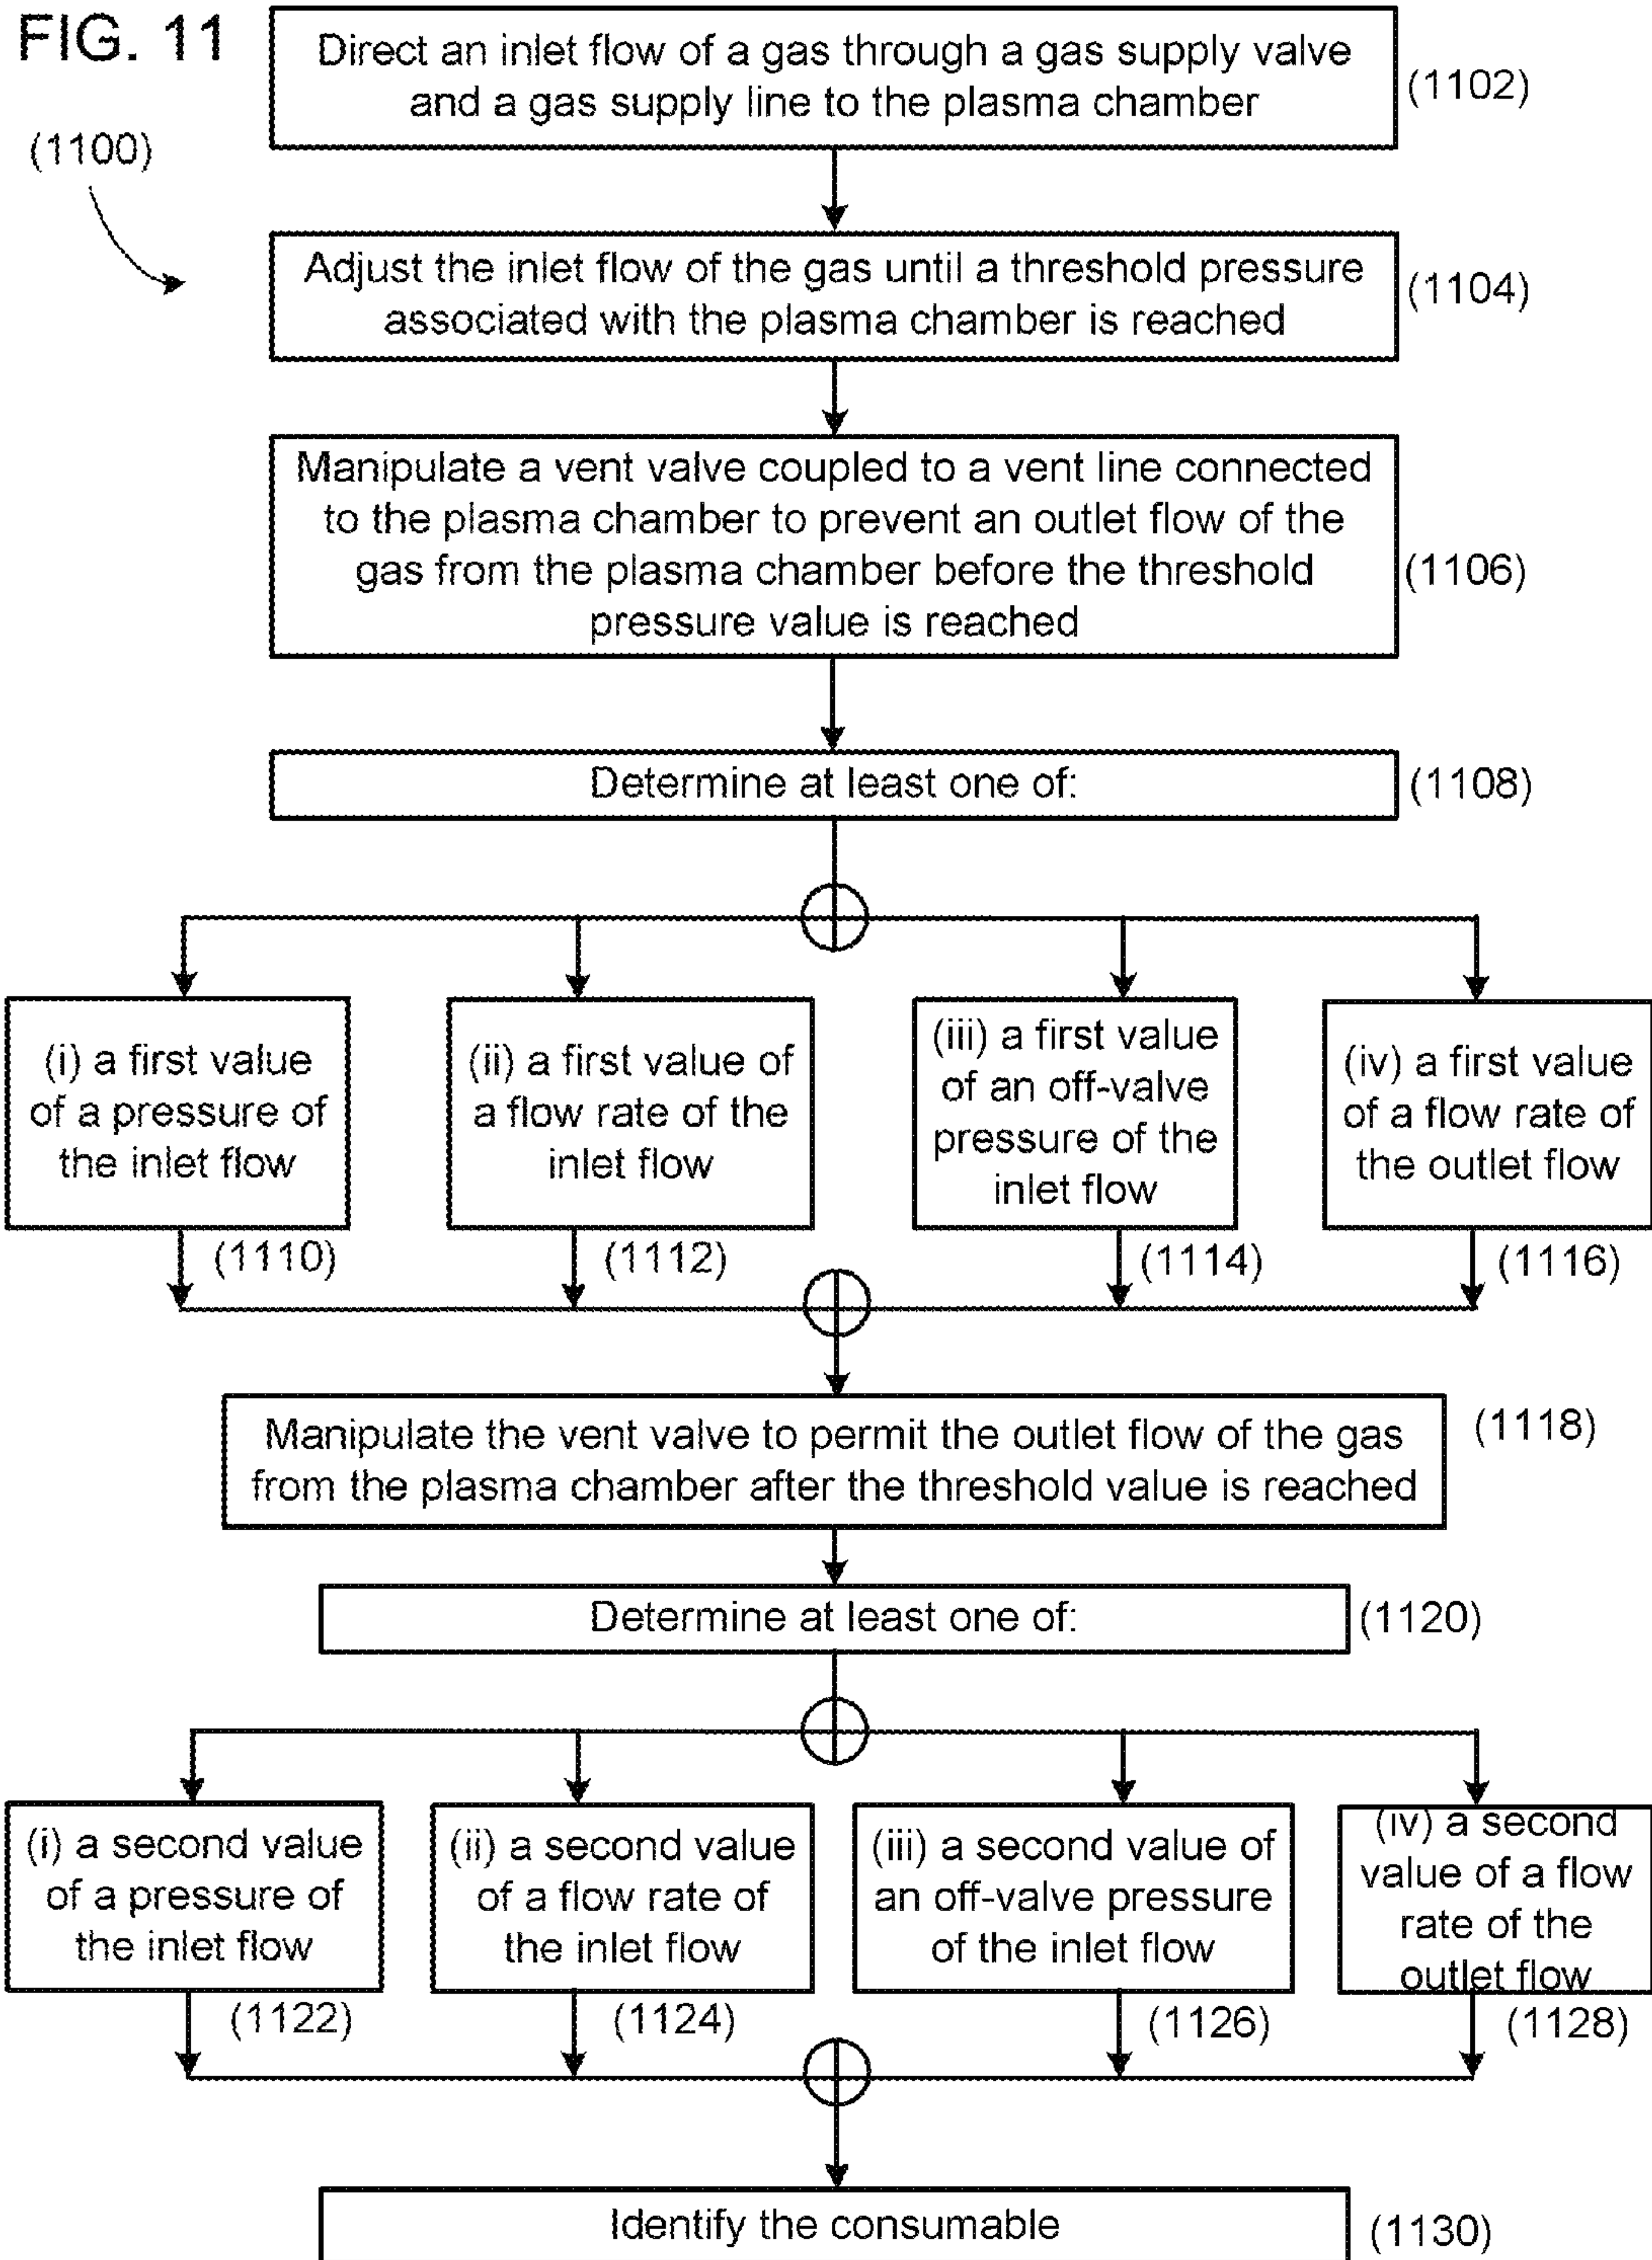 FIG. 11
(1100)
Direct an inlet flow of a gas through a gas supply valve
and a gas supply line to the plasma chamber
(1102)
Adjust the inlet flow of the gas until a threshold pressure
associated with the plasma chamber is reached
(1104)
Manipulate a vent valve coupled to a vent line connected
to the plasma chamber to prevent an outlet flow of the
gas from the plasma chamber before the threshold
pressure value is reached
(1106)
Determine at least one of:
(1108)
(i) a first value
of a pressure of
the inlet flow
(1110)
(ii) a first value of
a flow rate of the
inlet flow
(1112)
(iii) a first value
of an off-valve
pressure of the
inlet flow
(1114)
(iv) a first value
of a flow rate of
the outlet flow
(1116)
Manipulate the vent valve to permit the outlet flow of the gas
from the plasma chamber after the threshold value is reached
(1118)
Determine at least one of:
(1120)
(i) a second value
of a pressure of
the inlet flow
(1122)
(ii) a second value
of a flow rate of
the inlet flow
(1124)
(iii) a second value of
an off-valve pressure
of the inlet flow
(1126)
(iv) a second
value of a flow
rate of the
outlet flow
(1128)
Identify the consumable
(1130)